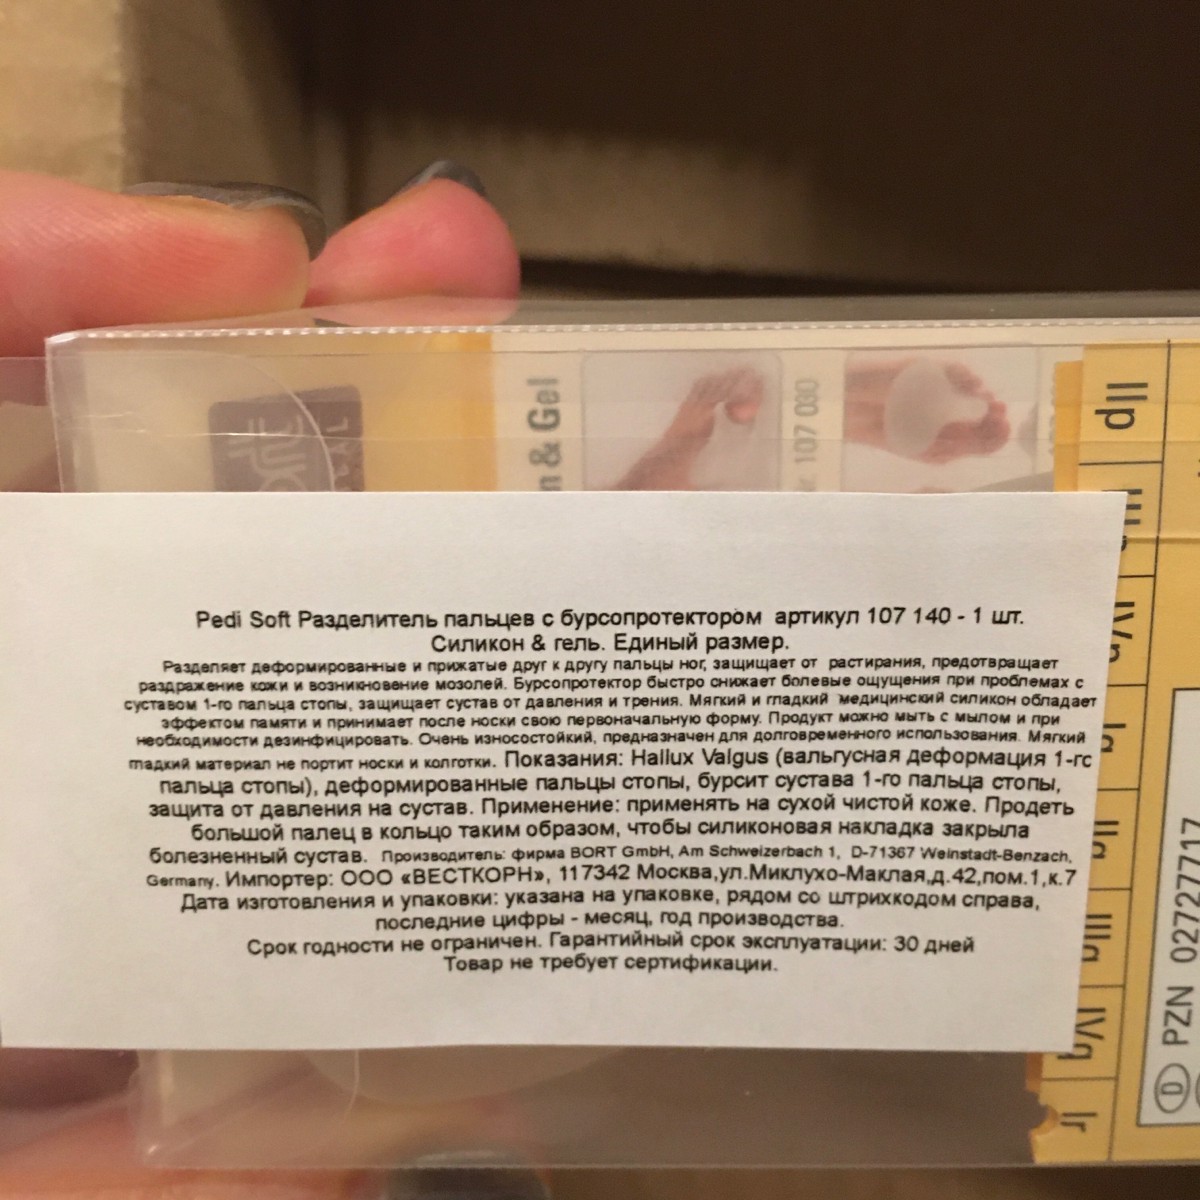 n & Gel
107 030
IIp
Pedi Soft Разделитель пальцев с бурсопротектором артикул 107 140 - 1 шт.
Силикон & гель. Единый размер.
Разделяет деформированные и прижатые друг к другу пальцы ног, защищает от растирания, предотвращает
раздражение кожи и возникновение мозолей. Бурсопротектор быстро снижает болевые ощущения при проблемах с
суставом 1-го пальца стопы, защищает сустав от давления и трения. Мягкий и гладкий медицинский силикон обладает
эффектом памяти и принимает после носки свою первоначальную форму. Продукт можно мыть с мылом и при
необходимости дезинфицировать. Очень износостойкий, предназначен для долговременного использования. Мягкий
гладкий материал не портит носки и колготки. Показания: Hallux Valgus (вальгусная деформация 1-го
пальца стопы), деформированные пальцы стопы, бурсит сустава 1-го пальца стопы,
защита от давления на сустав. Применение: применять на сухой чистой коже. Продеть
большой палец в кольцо таким образом, чтобы силиконовая накладка закрыла
болезненный сустав. Производитель: фирма BORT GmbH, Am Schweizerbach 1, D-71367 Weinstadt-Benzach,
Germany. Импортер: ООО «ВЕСТКОРН», 117342 Москва,ул.Миклухо-Маклая,д.42,пом.1,к.7
Дата изготовления и упаковки: указана на упаковке, рядом со штрихкодом справа,
последние цифры - месяц, год производства.
Срок годности не ограничен. Гарантийный срок эксплуатации: 30 дней
Товар не требует сертификации.
IVq
Ir
D PZN 02727717